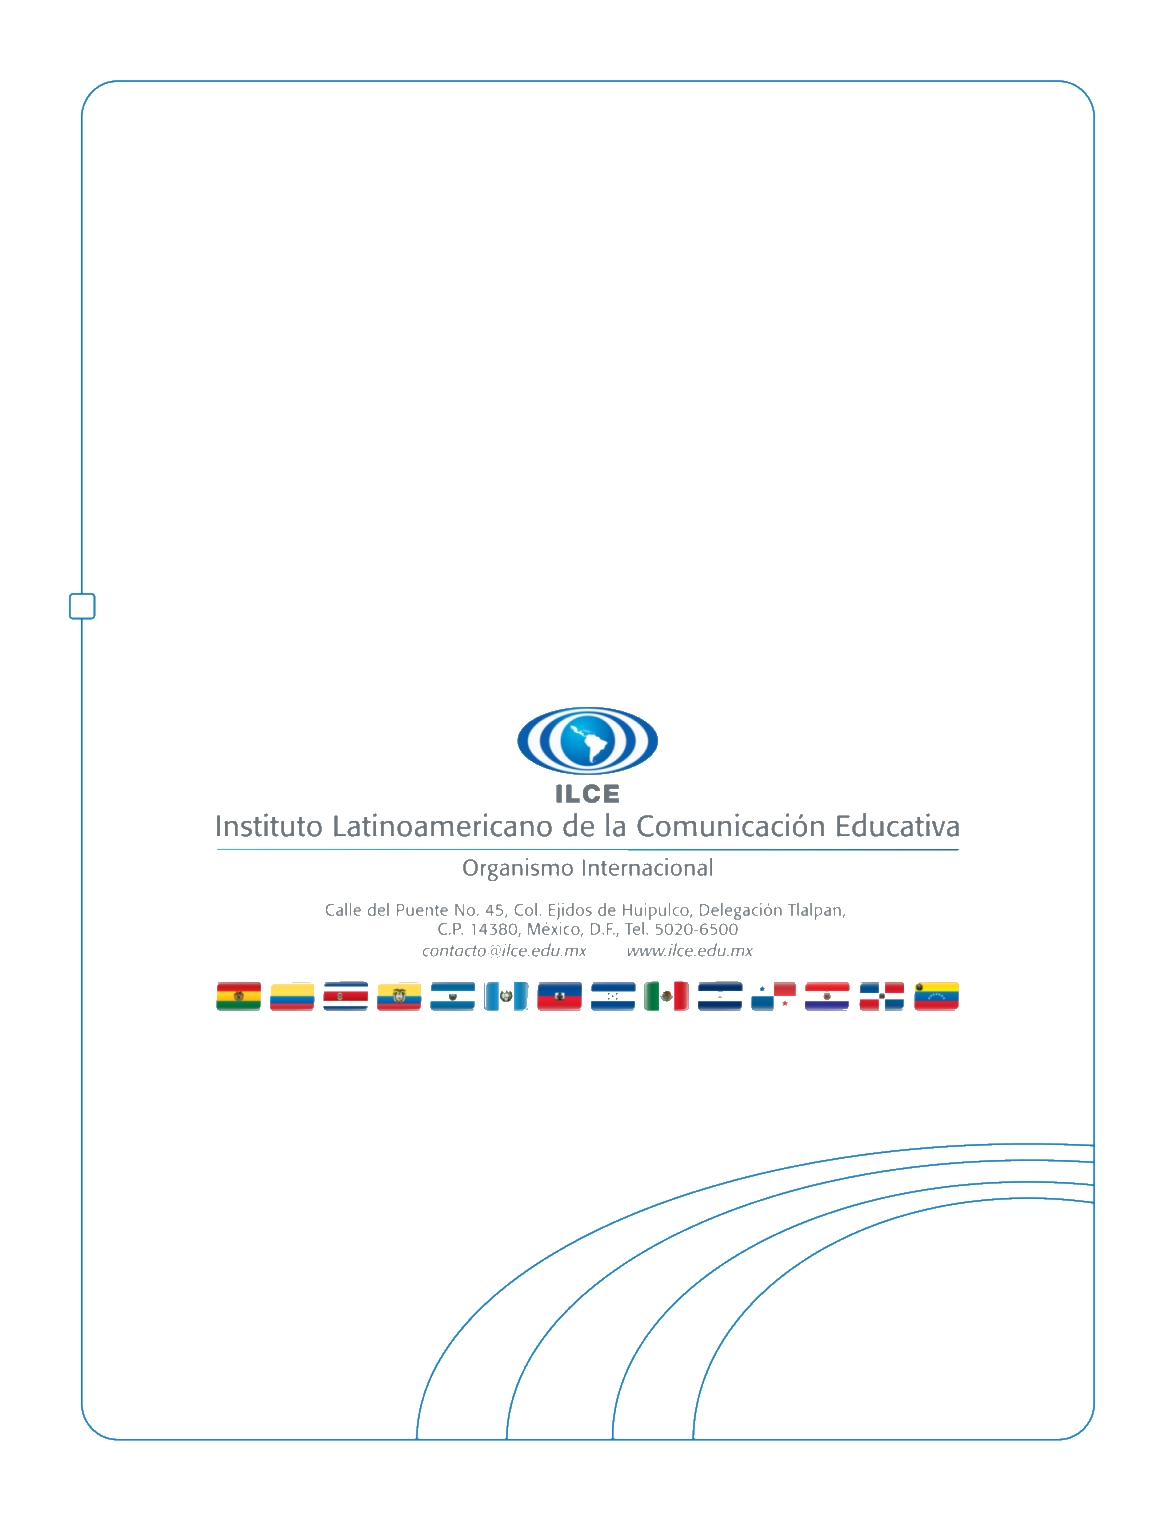 ILCE
Instituto Latinoamericano de la Comunicación Educativa
Organismo Internacional
Calle del Puente No. 45, Col. Ejidos de Huipulco, Delegación Tlalpan,
C.P. 14380, México, D.F., Tel. 5020-6500
contacto@ilce.edu.mx www.ilce.edu.mx